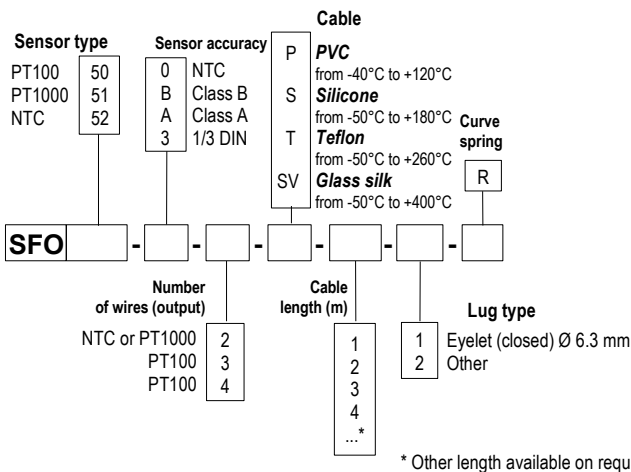 Cable
Sensor type
PT100 50
PT1000 51
NTC 52
Sensor accuracy
0 NTC
B Class B
A Class A
3 1/3 DIN
P PVC
from -40°C to +120°C
S Silicone
from -50°C to +180°C
T Teflon
from -50°C to +260°C
SV Glass silk
from -50°C to +400°C
Curve
spring
R
SFO - - - - - -
Number
of wires (output)
NTC or PT1000 2
PT100 3
PT100 4
Cable
length (m)
1
2
3
4
...*
Lug type
1 Eyelet (closed) Ø 6.3 mm
2 Other
* Other length available on requ